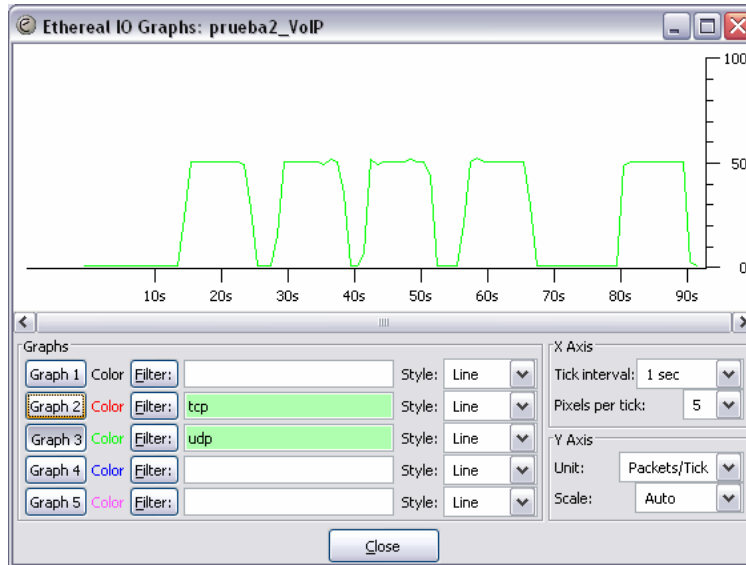 Ethereal IO Graphs: prueba2_VoIP
100
50
0
10s 20s 30s 40s 50s 60s 70s 80s 90s
Graphs
Graph 1 Color Filter: Style: Line
Graph 2 Color Filter: tcp Style: Line
Graph 3 Color Filter: udp Style: Line
Graph 4 Color Filter: Style: Line
Graph 5 Color Filter: Style: Line
X Axis
Tick interval: 1 sec
Pixels per tick: 5
Y Axis
Unit: Packets/Tick
Scale: Auto
Close